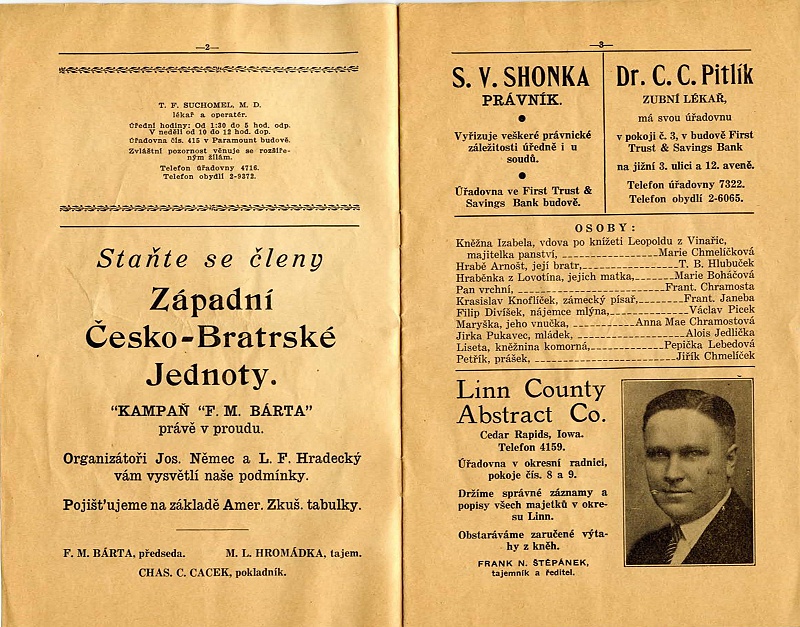 —2—
T. F. SUCHOMEL, M. D.
lékař a operatér.
Úřední hodiny: Od 1:30 do 5 hod. odp.
V neděli od 10 do 12 hod. dop.
Úřadovna čís. 415 v Paramount budově.
Zvláštní pozornost věnuje se rozšíře-
ným žilám.
Telefon úřadovny 4716.
Telefon obydlí 2-9372.
Staňte se členy
Západní
Česko-Bratrské
Jednoty.
"KAMPAŇ "F. M. BÁRTA"
právě v proudu.
Organizátoři Jos. Němec a L. F. Hradecký
vám vysvětlí naše podmínky.
Pojišt'ujeme na základě Amer. Zkuš. tabulky.
F. M. BÁRTA, předseda. M. L. HROMÁDKA, tajem.
CHAS. C. CACEK, pokladník.
—3—
S. V. SHONKA
PRÁVNÍK.
Vyřizuje veškeré právnické
záležitosti úředně i u
soudů.
Úřadovna ve First Trust &
Savings Bank budově.
Dr. C. C. Pitlík
ZUBNÍ LÉKAŘ,
má svou úřadovnu
v pokoji č. 3, v budově First
Trust & Savings Bank
na jižní 3. ulici a 12. aveně.
Telefon úřadovny 7322.
Telefon obydlí 2-6065.
OSOBY:
Kněžna Izabela, vdova po knížeti Leopoldu z Vinařic,
majitelka panství, Marie Chmelíčková
Hrabě Arnošt, její bratr, T. B. Hlubuček
Hraběnka z Lovotína, jejich matka, Marie Boháčová
Pan vrchní, Frant. Chramosta
Krasislav Knoflíček, zámecký písař, Frant. Janeba
Filip Divíšek, nájemce mlýna, Václav Picek
Maryška, jeho vnučka, Anna Mae Chramostová
Jirka Pukavec, mládek, Alois Jedlička
Liseta, kněžnina komorná, Pepička Lebedová
Petřík, prášek, Jiřík Chmelíček
Linn County
Abstract Co.
Cedar Rapids, Iowa.
Telefon 4159.
Úřadovna v okresní radnici,
pokoje čís. 8 a 9.
Držíme správné záznamy a
popisy všech majetků v okre-
su Linn.
Obstaráváme zaručené výta-
hy z kněh.
FRANK N. ŠTĚPÁNEK,
tajemník a ředitel.